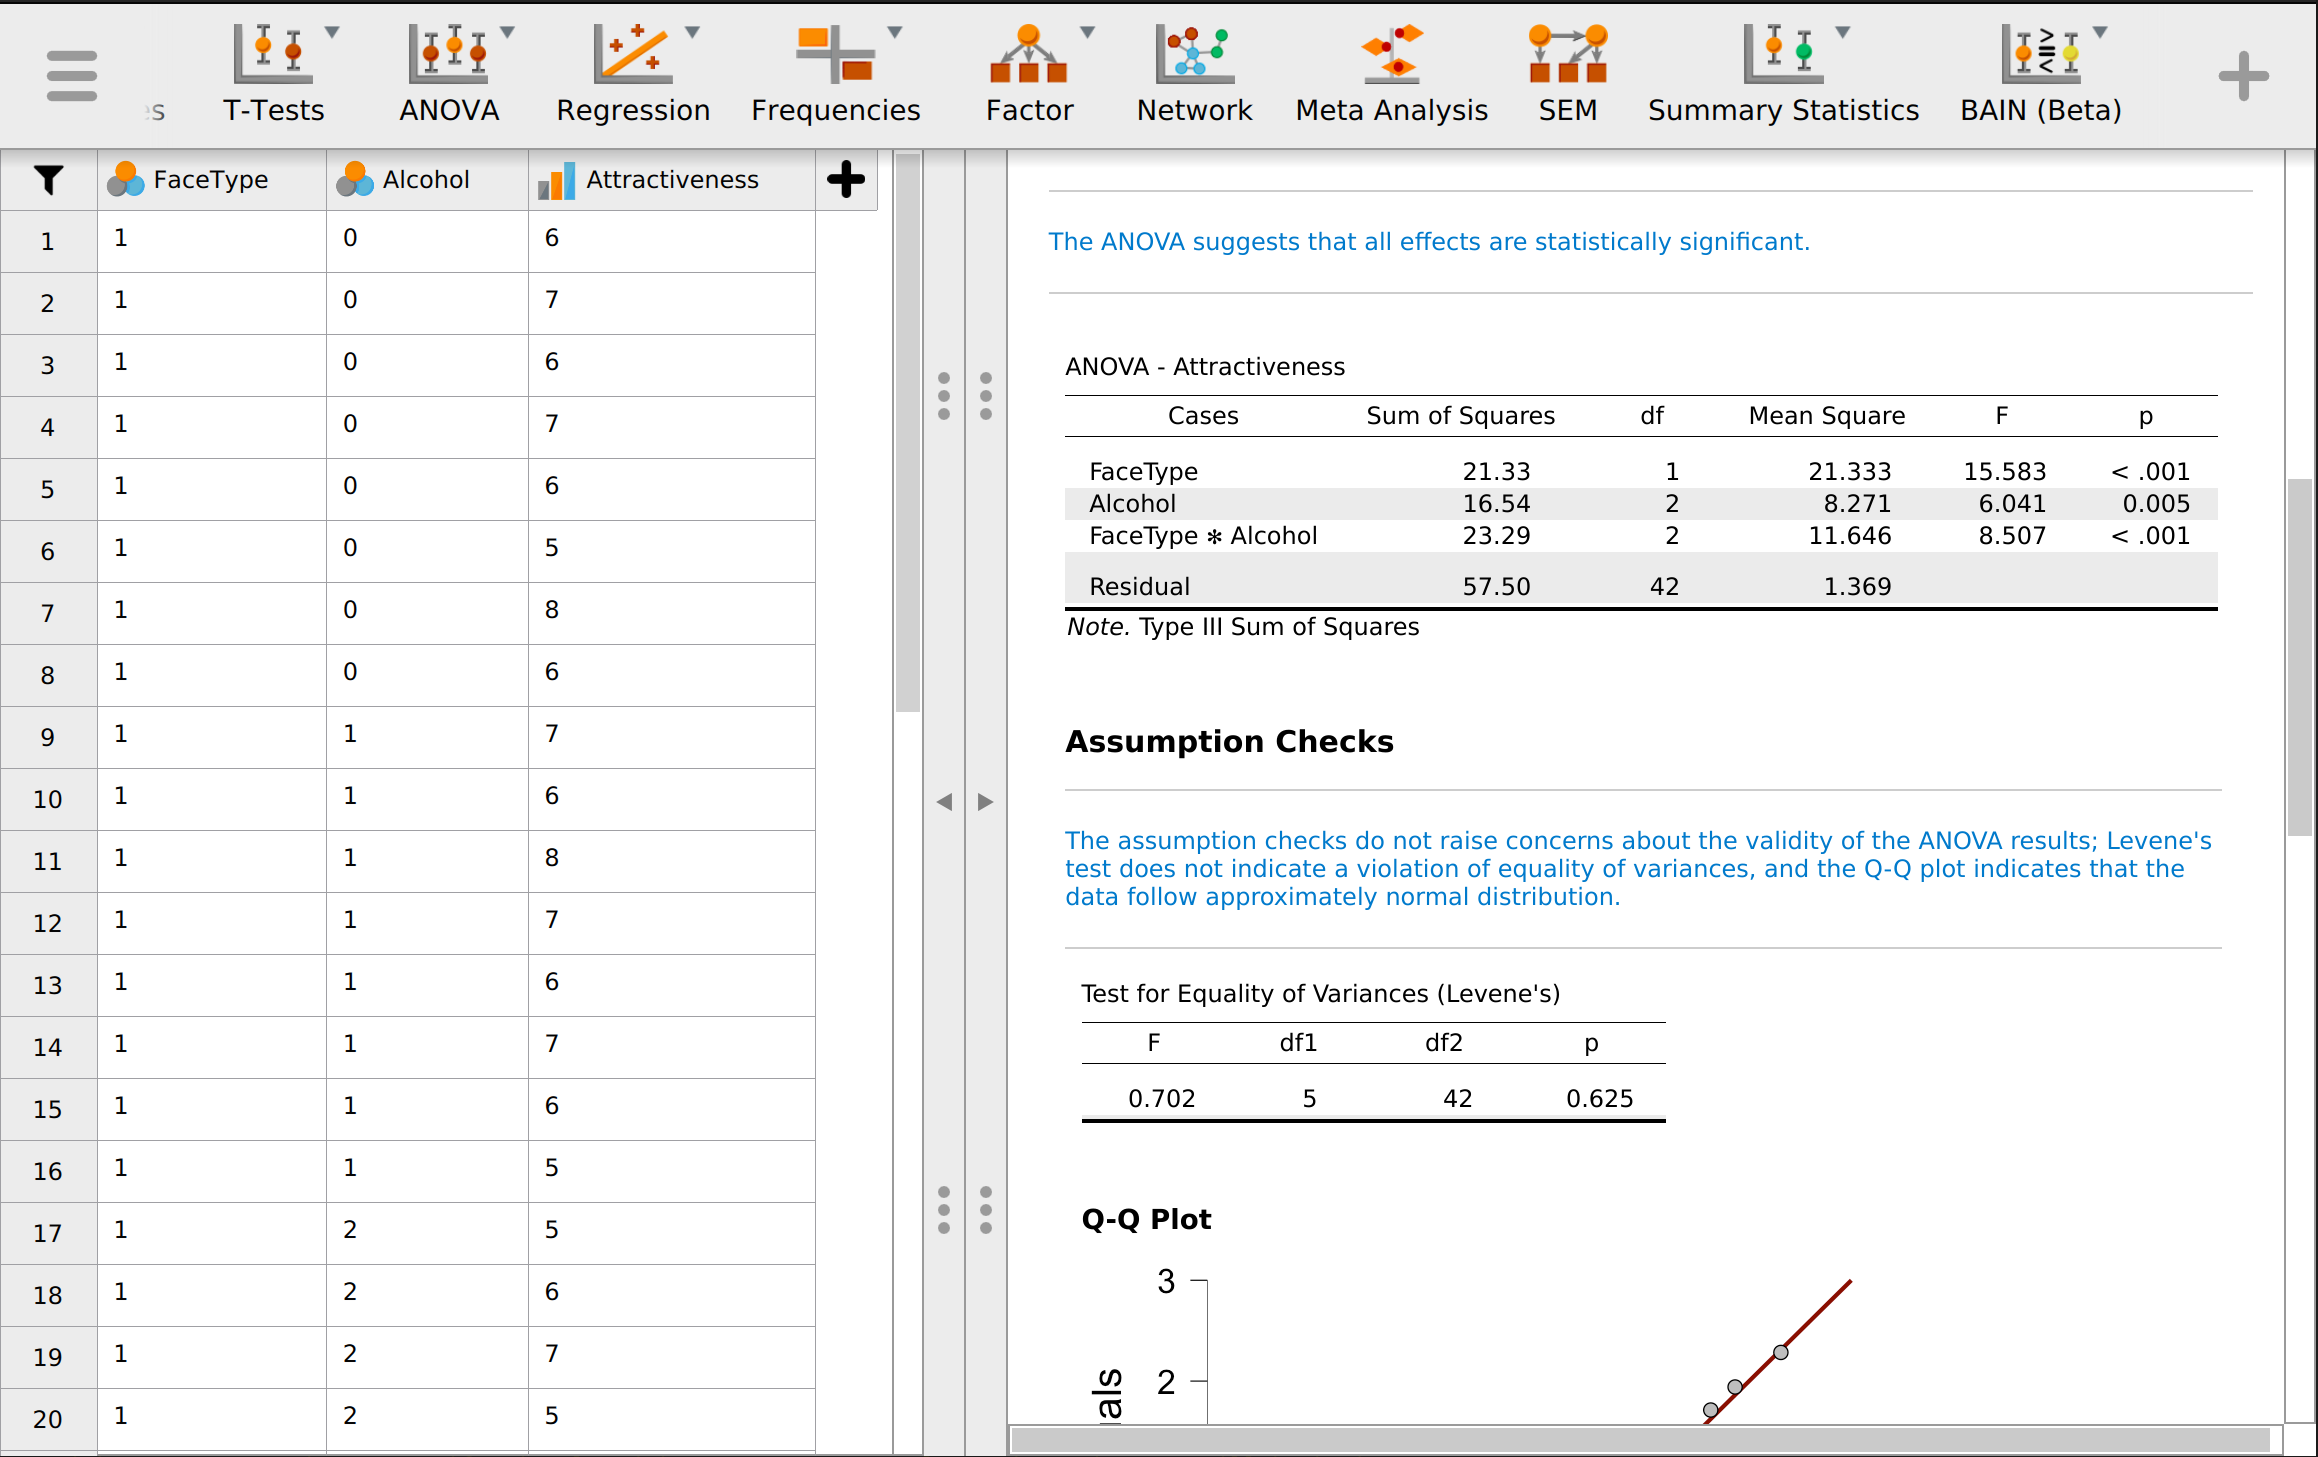 s T-Tests ANOVA Regression Frequencies Factor Network Meta Analysis SEM Summary Statistics BAIN (Beta)
FaceType Alcohol Attractiveness
1 1 0 6
2 1 0 7
3 1 0 6
4 1 0 7
5 1 0 6
6 1 0 5
7 1 0 8
8 1 0 6
9 1 1 7
10 1 1 6
11 1 1 8
12 1 1 7
13 1 1 6
14 1 1 7
15 1 1 6
16 1 1 5
17 1 2 5
18 1 2 6
19 1 2 7
20 1 2 5
The ANOVA suggests that all effects are statistically significant.
ANOVA - Attractiveness
Cases Sum of Squares df Mean Square F p
FaceType 21.33 1 21.333 15.583 < .001
Alcohol 16.54 2 8.271 6.041 0.005
FaceType ✻ Alcohol 23.29 2 11.646 8.507 < .001
Residual 57.50 42 1.369
Note. Type III Sum of Squares
Assumption Checks
The assumption checks do not raise concerns about the validity of the ANOVA results; Levene's
test does not indicate a violation of equality of variances, and the Q-Q plot indicates that the
data follow approximately normal distribution.
Test for Equality of Variances (Levene's)
F df1 df2 p
0.702 5 42 0.625
Q-Q Plot
3
2
als